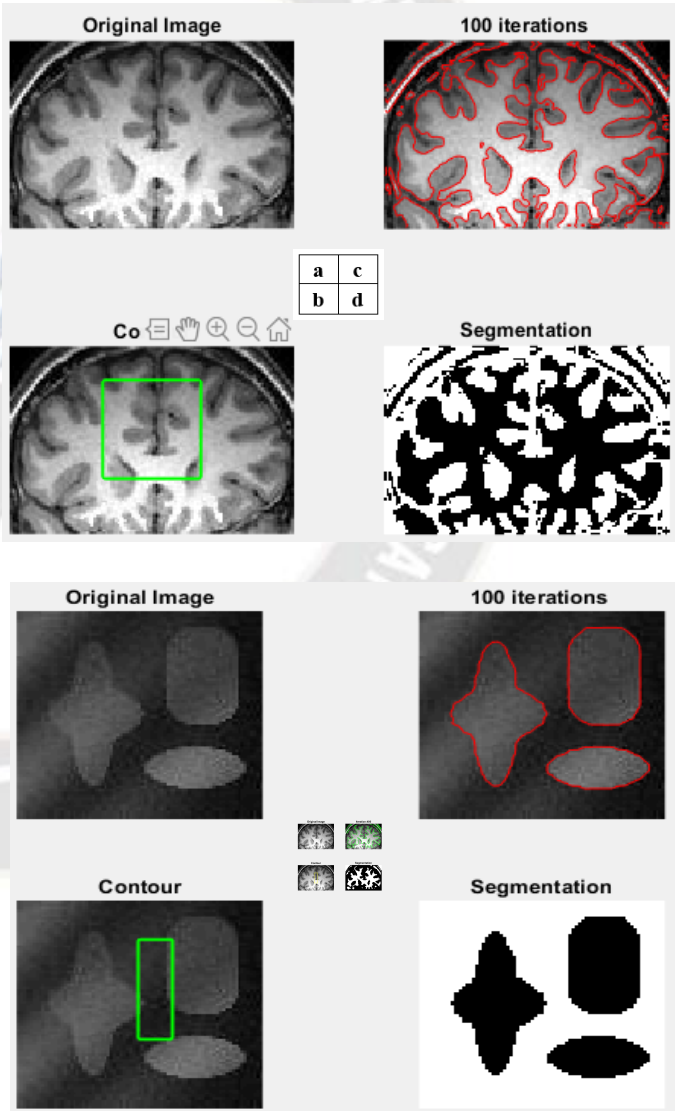 Original Image
100 iterations
a c
b d
Co
Segmentation
Original Image
100 iterations
Contour
Segmentation